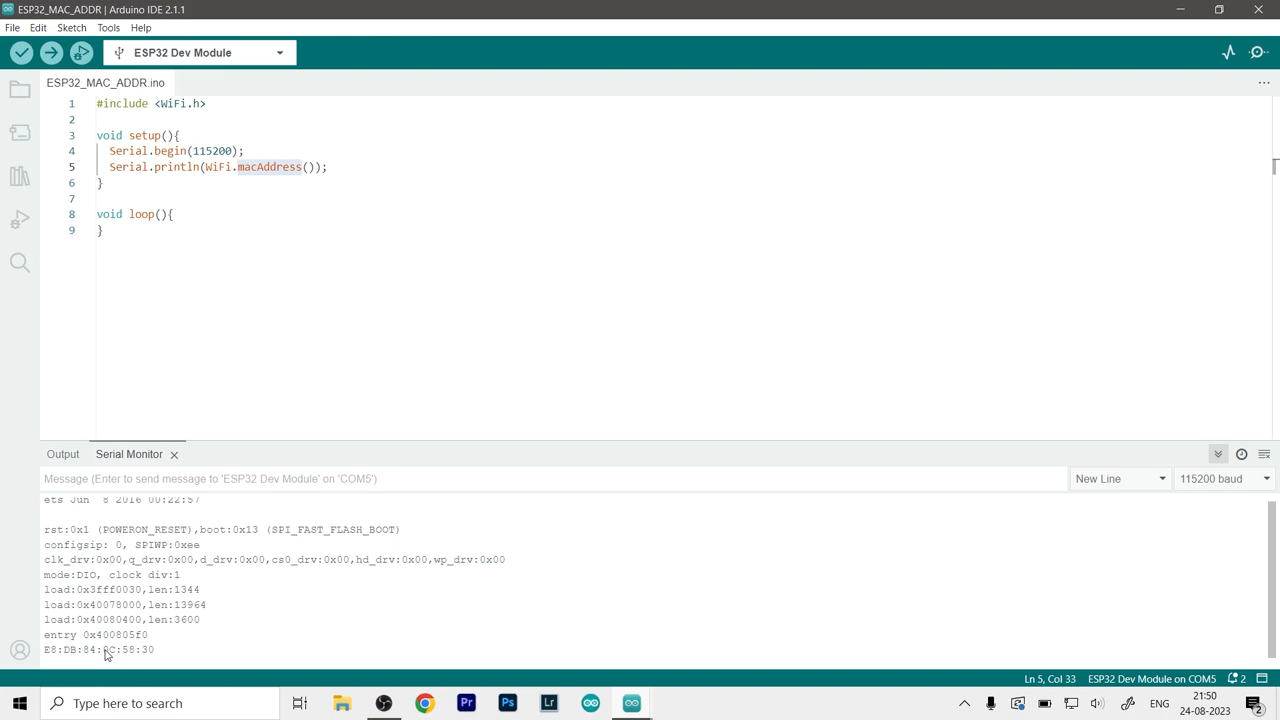 ESP32_MAC_ADDR | Arduino IDE 2.1.1
File Edit Sketch Tools Help
ESP32 Dev Module
ESP32_MAC_ADDR.ino
1 #include <WiFi.h>
2
3 void setup(){
4 Serial.begin(115200);
5 Serial.println(WiFi.macAddress());
6 }
7
8 void loop(){
9 }
Output Serial Monitor
Message (Enter to send message to 'ESP32 Dev Module' on 'COM5') New Line 115200 baud
ets Jun 8 2016 00:22:57
rst:0x1 (POWERON_RESET),boot:0x13 (SPI_FAST_FLASH_BOOT)
configsip: 0, SPIWP:0xee
clk_drv:0x00,q_drv:0x00,d_drv:0x00,cs0_drv:0x00,hd_drv:0x00,wp_drv:0x00
mode:DIO, clock div:1
load:0x3fff0030,len:1344
load:0x40078000,len:13964
load:0x40080400,len:3600
entry 0x400805f0
Ln 5, Col 33 ESP32 Dev Module on COM5 2
Type here to search Pr Ps Lr ENG 21:50
24-08-2023 2